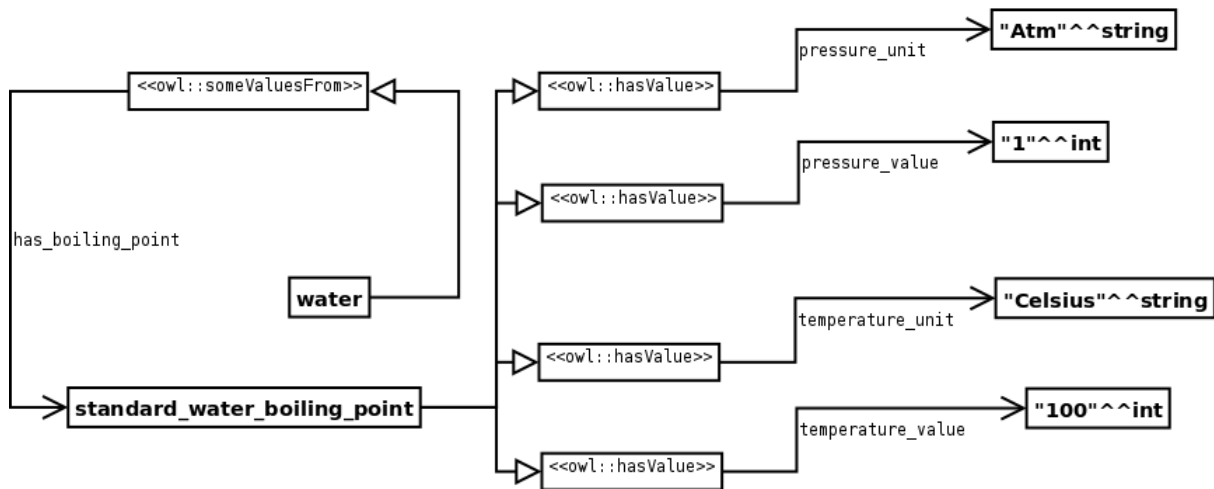 "Atm"^^string
pressure_unit
<<owl::someValuesFrom>>
<<owl::hasValue>>
"1"^^int
pressure_value
<<owl::hasValue>>
has_boiling_point
water
"Celsius"^^string
temperature_unit
<<owl::hasValue>>
standard_water_boiling_point
"100"^^int
temperature_value
<<owl::hasValue>>